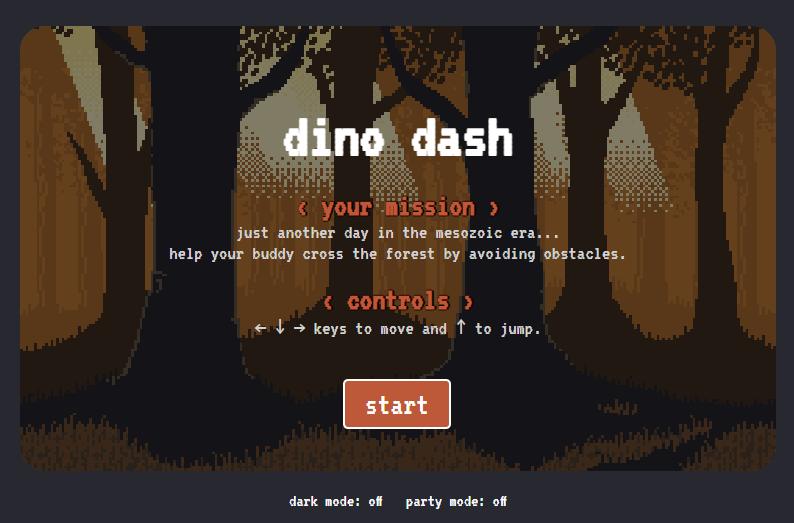 dino dash
‹ your mission ›
just another day in the mesozoic era...
help your buddy cross the forest by avoiding obstacles.
‹ controls ›
← ↓ → keys to move and ↑ to jump.
start
dark mode: off party mode: off